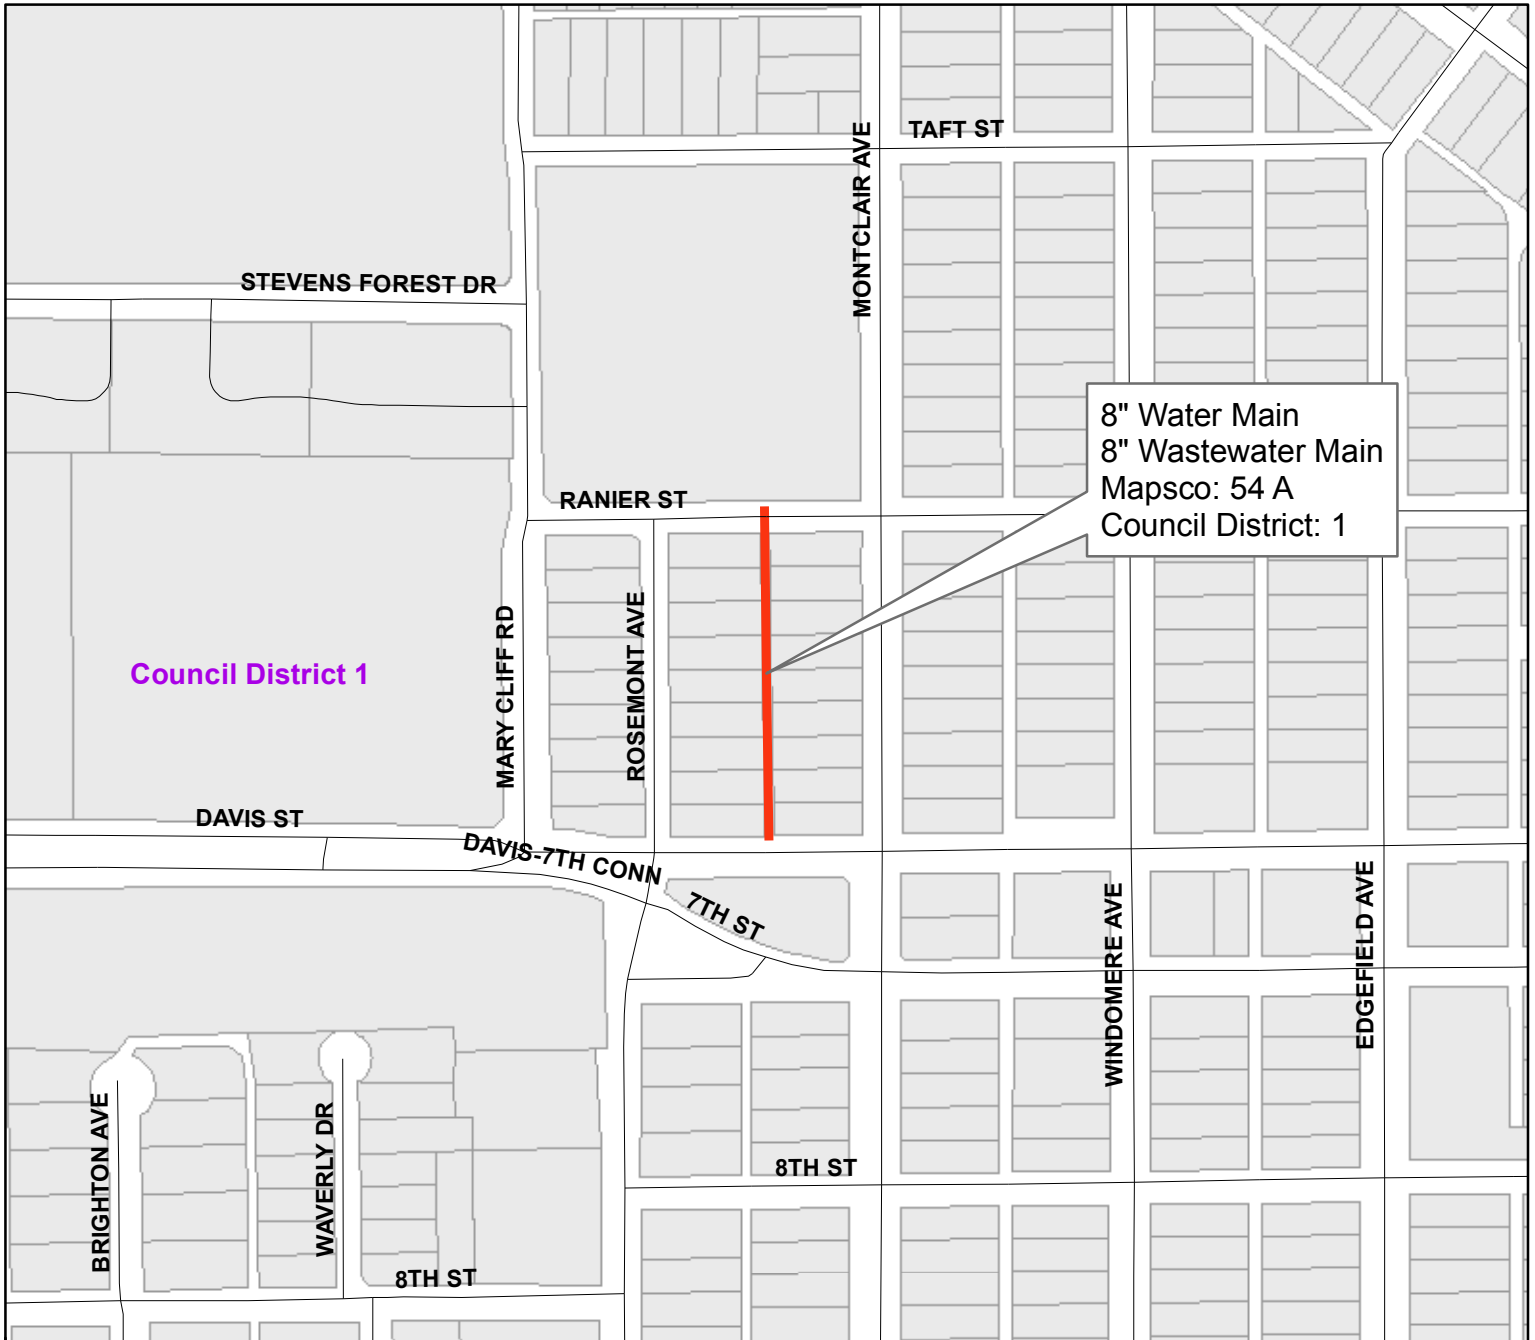 TAFT ST
MONTCLAIR AVE
STEVENS FOREST DR
8" Water Main
8" Wastewater Main
Mapsco: 54 A
Council District: 1
RANIER ST
MARY CLIFF RD
ROSEMONT AVE
Council District 1
DAVIS ST
DAVIS-7TH CONN
7TH ST
WINDOMERE AVE
EDGEFIELD AVE
BRIGHTON AVE
WAVERLY DR
8TH ST
8TH ST